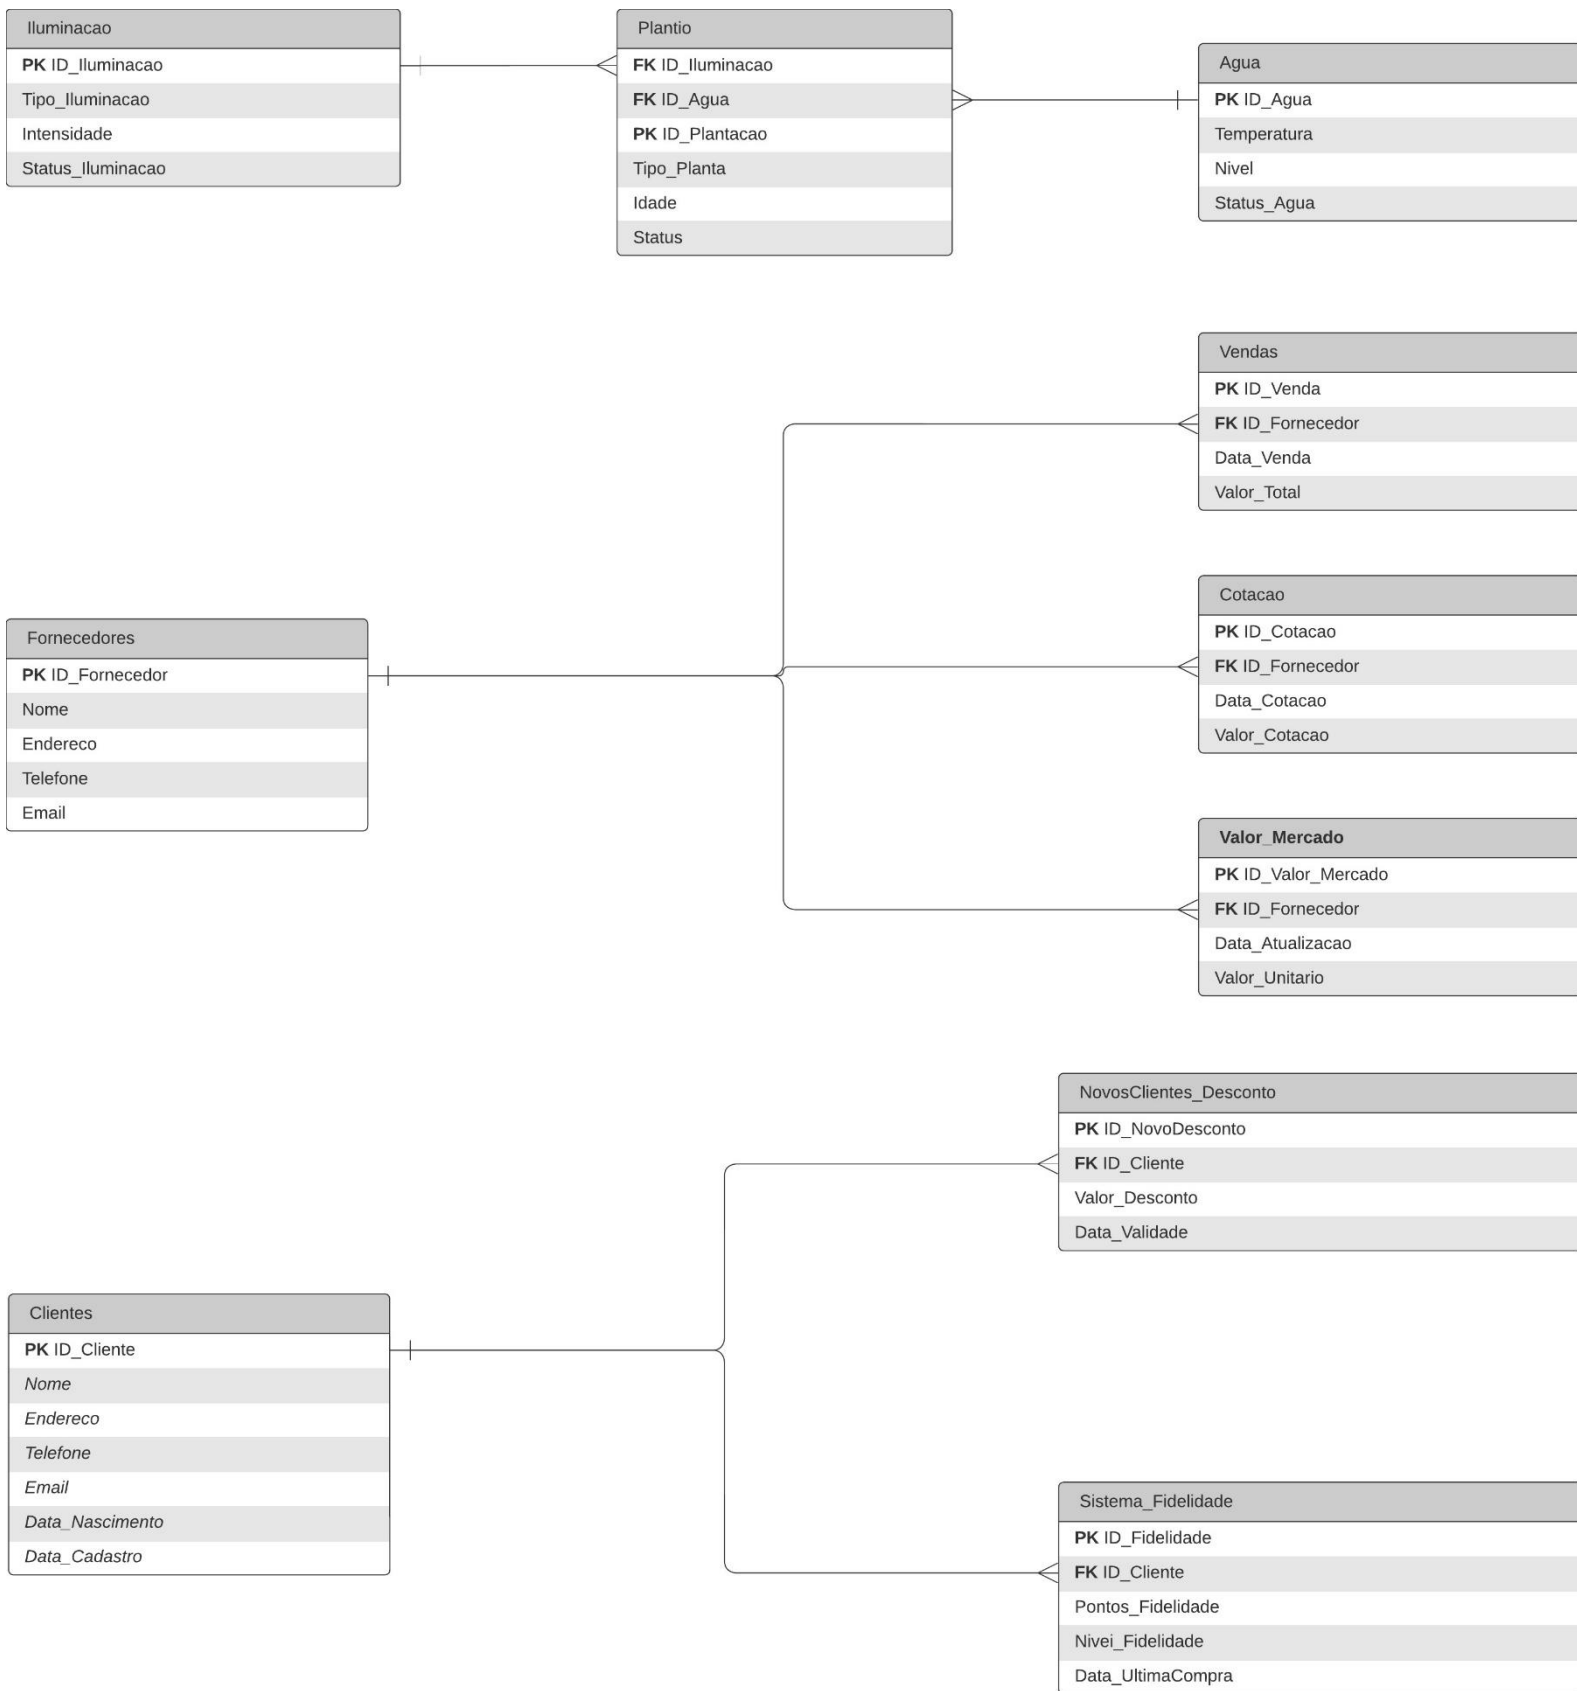 Iluminacao
PK ID_Iluminacao
Tipo_Iluminacao
Intensidade
Status_Iluminacao
Plantio
FK ID_Iluminacao
FK ID_Agua
PK ID_Plantacao
Tipo_Planta
Idade
Status
Agua
PK ID_Agua
Temperatura
Nivel
Status_Agua
Vendas
PK ID_Venda
FK ID_Fornecedor
Data_Venda
Valor_Total
Cotacao
PK ID_Cotacao
FK ID_Fornecedor
Data_Cotacao
Valor_Cotacao
Fornecedores
PK ID_Fornecedor
Nome
Endereco
Telefone
Email
Valor_Mercado
PK ID_Valor_Mercado
FK ID_Fornecedor
Data_Atualizacao
Valor_Unitario
NovosClientes_Desconto
PK ID_NovoDesconto
FK ID_Cliente
Valor_Desconto
Data_Validade
Clientes
PK ID_Cliente
Nome
Endereco
Telefone
Email
Data_Nascimento
Data_Cadastro
Sistema_Fidelidade
PK ID_Fidelidade
FK ID_Cliente
Pontos_Fidelidade
Nivei_Fidelidade
Data_UltimaCompra